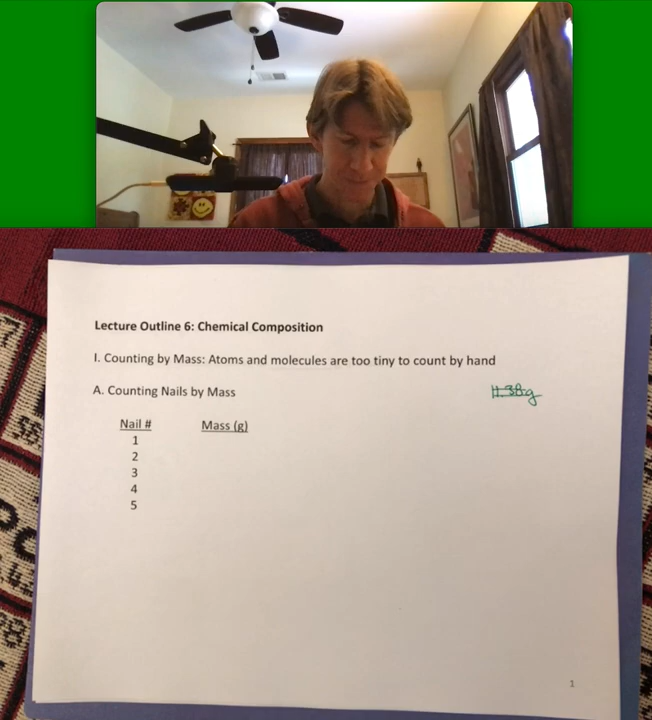 Lecture Outline 6: Chemical Composition
I. Counting by Mass: Atoms and molecules are too tiny to count by hand
A. Counting Nails by Mass
Nail # Mass (g)
1
2
3
4
5
1